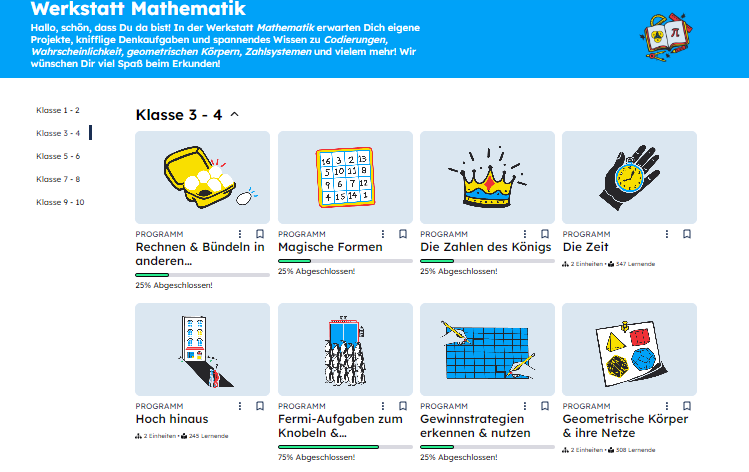 Werkstatt Mathematik
Hallo, schön, dass Du da bist! In der Werkstatt Mathematik erwarten Dich eigene
Projekte, knifflige Denkaufgaben und spannendes Wissen zu Codierungen,
Wahrscheinlichkeit, geometrischen Körpern, Zahlsystemen und vielem mehr! Wir
wünschen Dir viel Spaß beim Erkunden!
π
Klasse 1 - 2
Klasse 3 - 4
Klasse 5 - 6
Klasse 7 - 8
Klasse 9 - 10
Klasse 3 - 4
16 3 2 13
5 10 11 8
9 6 7 12
4 15 14 1
PROGRAMM
Rechnen & Bündeln in
anderen...
25% Abgeschlossen!
PROGRAMM
Magische Formen
25% Abgeschlossen!
PROGRAMM
Die Zahlen des Königs
25% Abgeschlossen!
PROGRAMM
Die Zeit
2 Einheiten • 347 Lernende
PROGRAMM
Hoch hinaus
2 Einheiten • 245 Lernende
PROGRAMM
Fermi-Aufgaben zum
Knobeln &...
75% Abgeschlossen!
PROGRAMM
Gewinnstrategien
erkennen & nutzen
25% Abgeschlossen!
PROGRAMM
Geometrische Körper
& ihre Netze
2 Einheiten • 308 Lernende